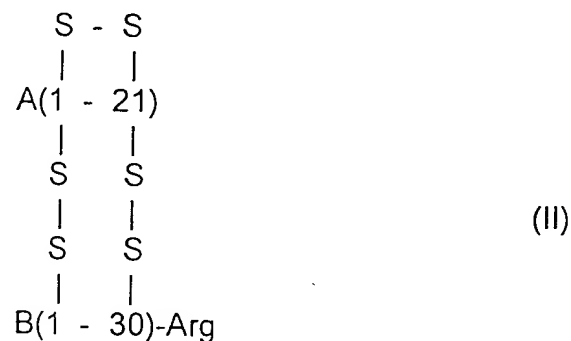 S - S
| |
A(1 - 21)
| |
S S
| |
S S
(II)
| |
B(1 - 30)-Arg